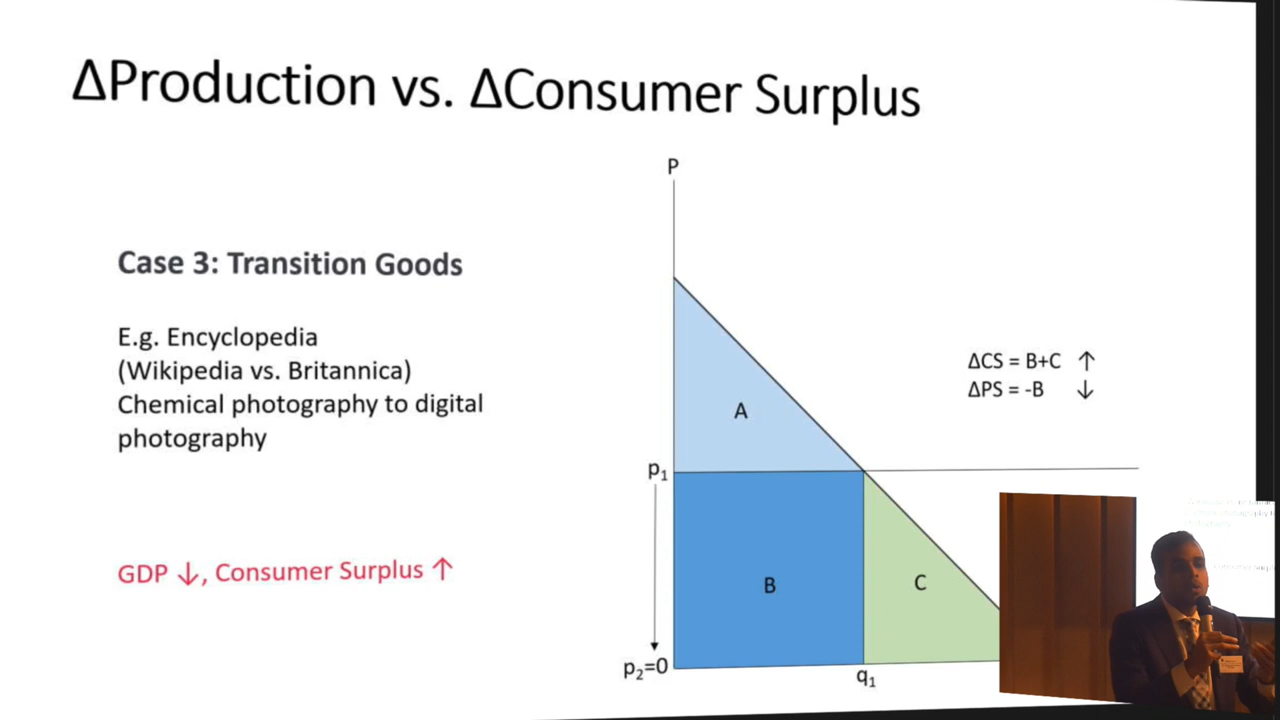 ΔProduction vs. ΔConsumer Surplus
P
Case 3: Transition Goods
E.g. Encyclopedia
(Wikipedia vs. Britannica)
Chemical photography to digital
photography
ΔCS = B+C ↑
ΔPS = -B ↓
A
p₁
B
C
GDP ↓, Consumer Surplus ↑
p₂=0
q₁